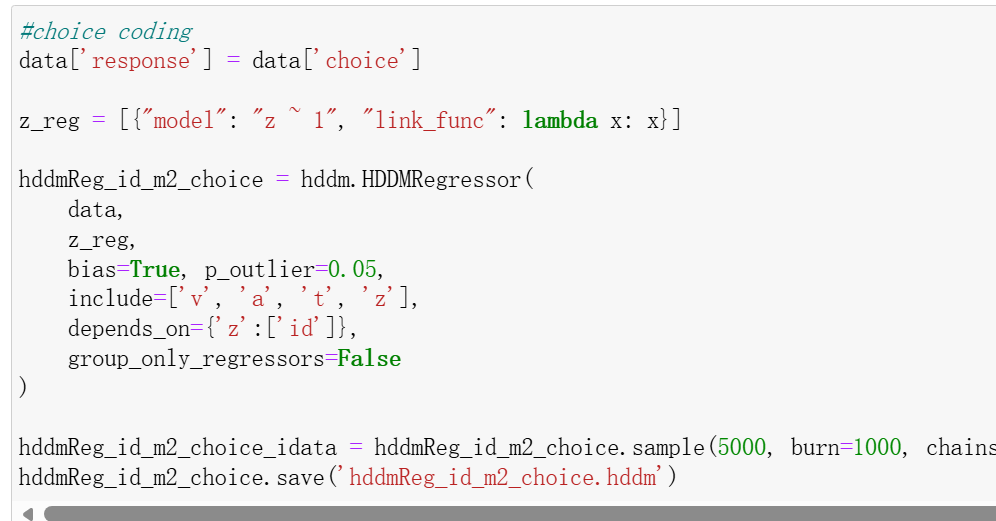 #choice coding
data['response'] = data['choice']
z_reg = [{"model": "z ~ 1", "link_func": lambda x: x}]
hddmReg_id_m2_choice = hddm.HDDMRegressor(
    data,
    z_reg,
    bias=True, p_outlier=0.05,
    include=['v', 'a', 't', 'z'],
    depends_on={'z':['id']},
    group_only_regressors=False
)
hddmReg_id_m2_choice_idata = hddmReg_id_m2_choice.sample(5000, burn=1000, chains
hddmReg_id_m2_choice.save('hddmReg_id_m2_choice.hddm')